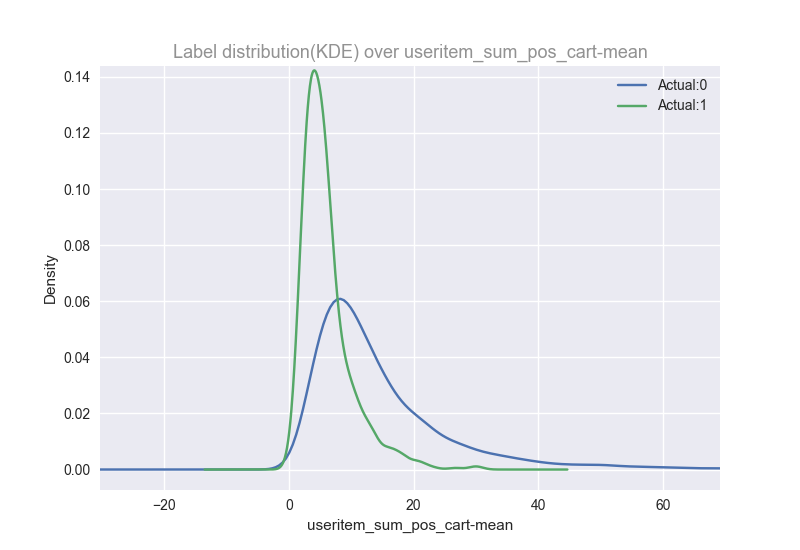 Label distribution(KDE) over useritem_sum_pos_cart-mean
Actual:0
Actual:1
0.14
0.12
0.10
0.08
0.06
0.04
0.02
0.00
Density
−20
0
20
40
60
useritem_sum_pos_cart-mean